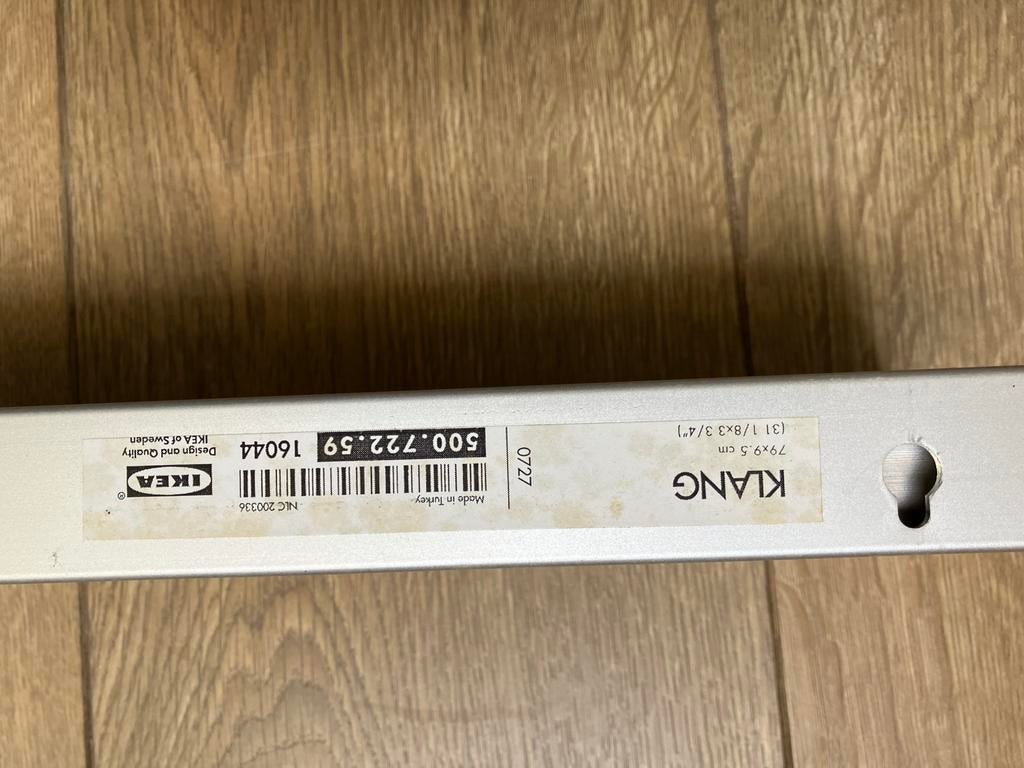 KLANG
79x9.5 cm
(31 1/8x3 3/4")
0727
Made in Turkey
NLC 200336
500.722.59
16044
IKEA®
Design and Quality
IKEA of Sweden